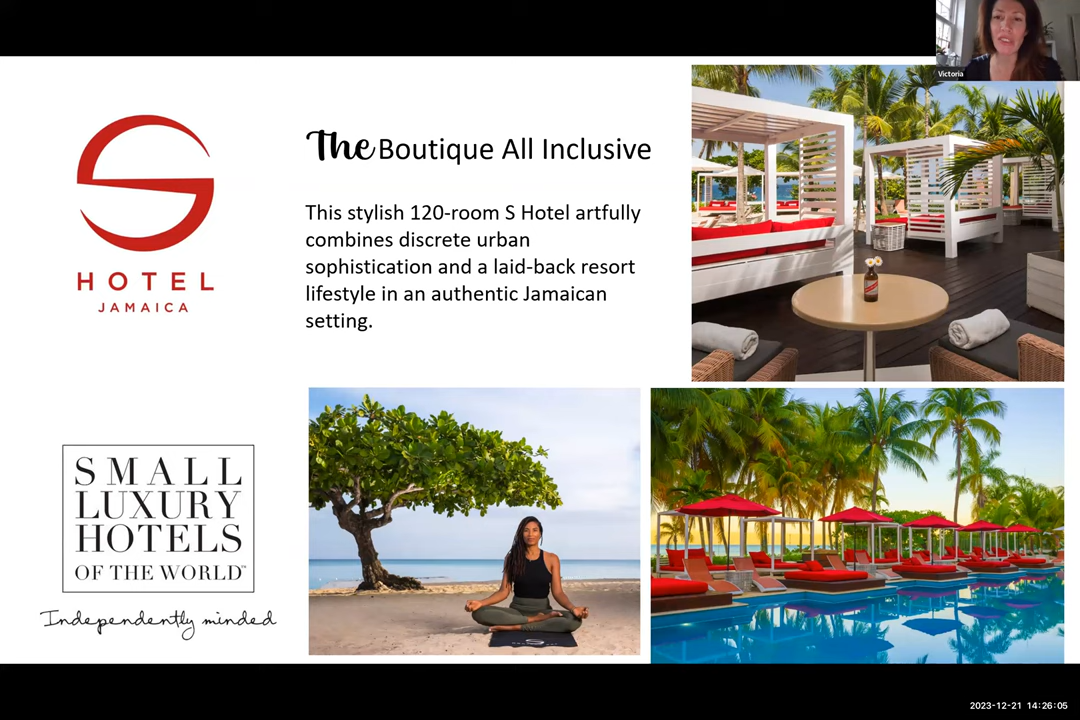 Victoria
S
HOTEL
JAMAICA
The Boutique All Inclusive
This stylish 120-room S Hotel artfully
combines discrete urban
sophistication and a laid-back resort
lifestyle in an authentic Jamaican
setting.
SMALL
LUXURY
HOTELS
OF THE WORLD™
Independently minded
2023-12-21 14:26:05